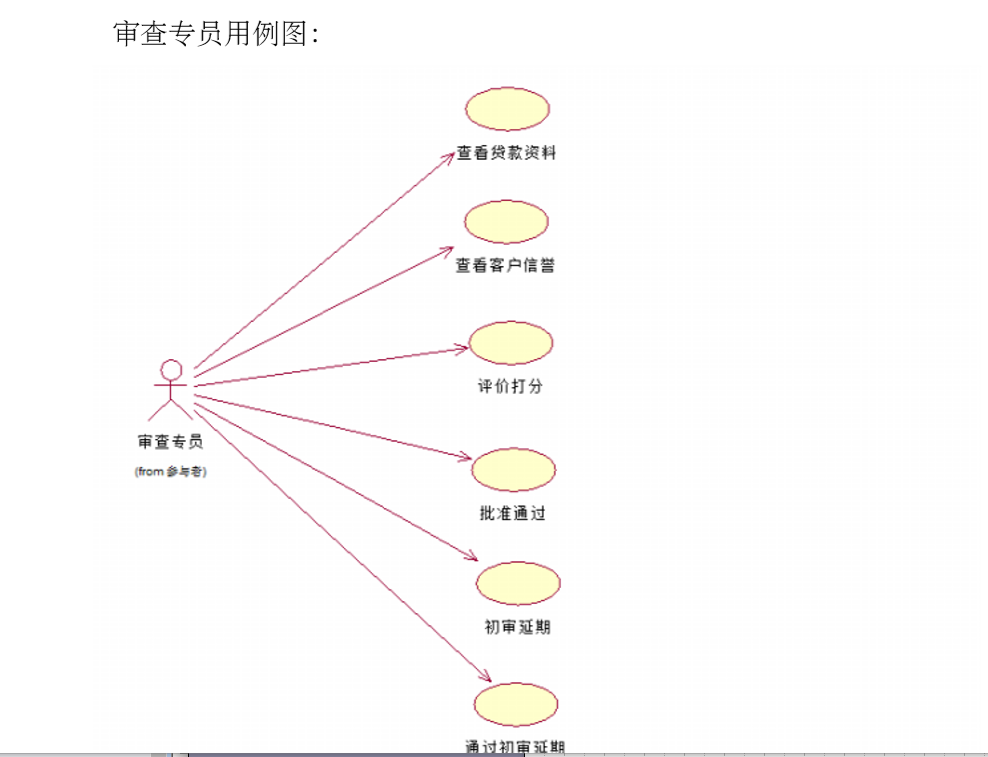 审查专员用例图:
查看贷款资料
查看客户信誉
评价打分
审查专员
(from 参与者)
批准通过
初审延期
通过初审延期